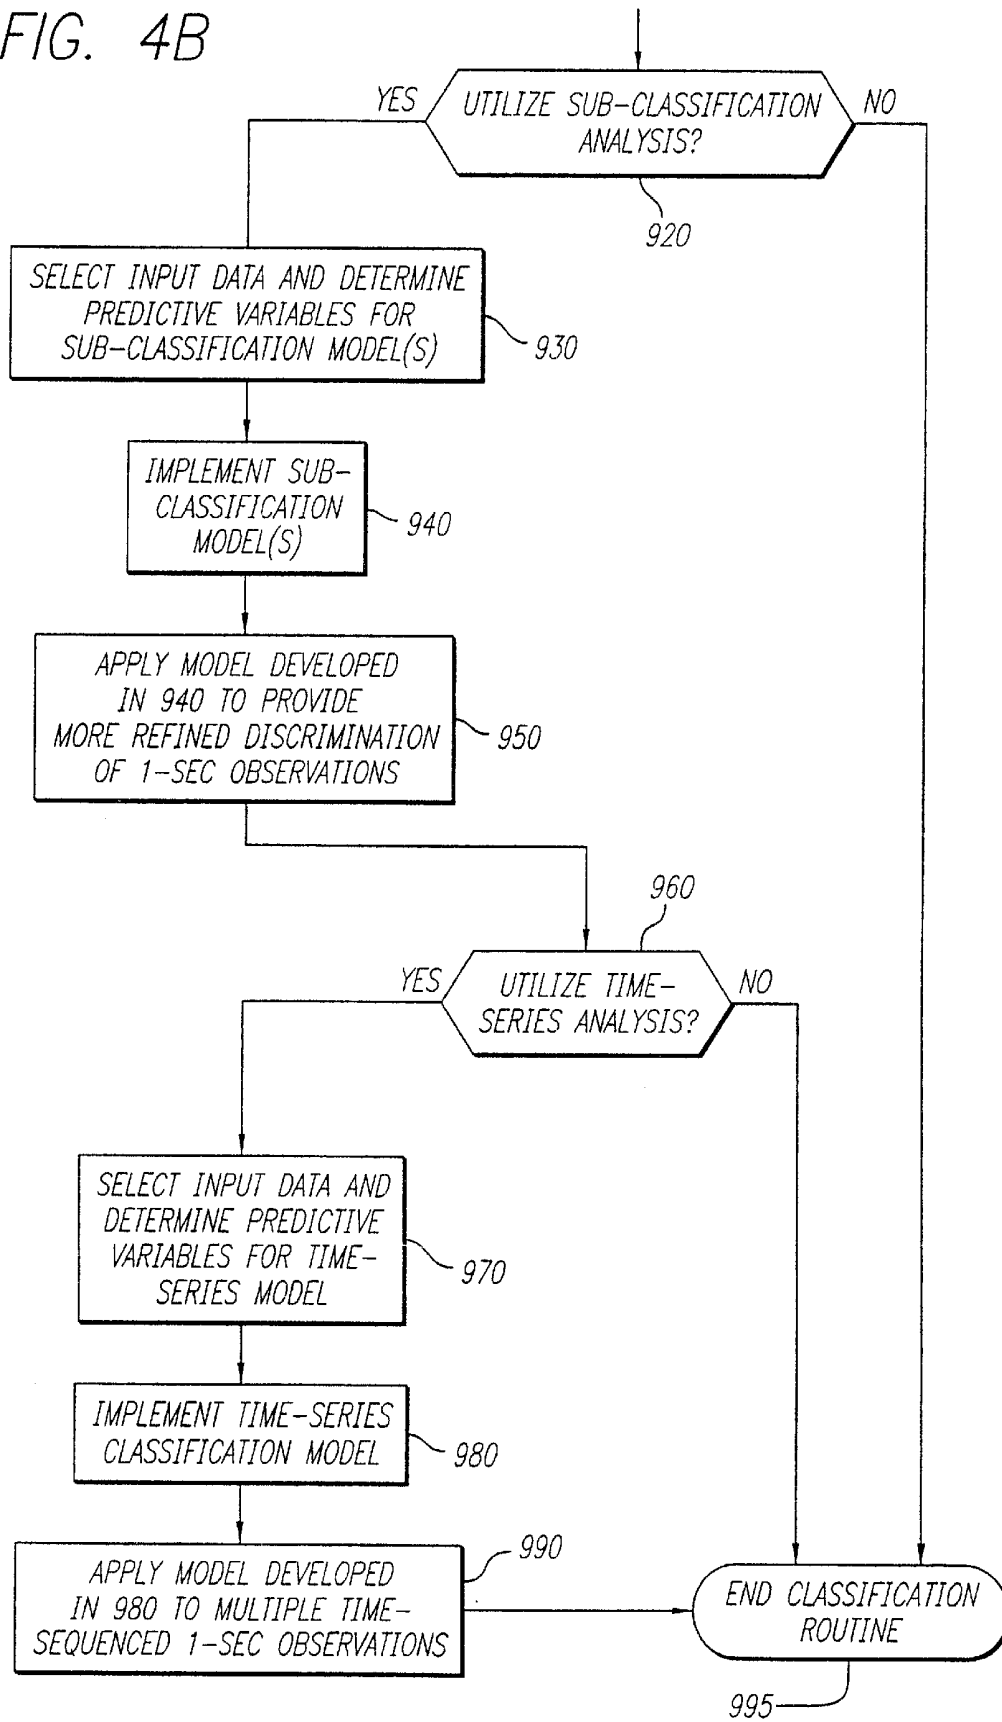 FIG. 4B
YES
UTILIZE SUB-CLASSIFICATION
ANALYSIS?
NO
920
SELECT INPUT DATA AND DETERMINE
PREDICTIVE VARIABLES FOR
SUB-CLASSIFICATION MODEL(S)
930
IMPLEMENT SUB-
CLASSIFICATION
MODEL(S)
940
APPLY MODEL DEVELOPED
IN 940 TO PROVIDE
MORE REFINED DISCRIMINATION
OF 1-SEC OBSERVATIONS
950
960
YES
UTILIZE TIME-
SERIES ANALYSIS?
NO
SELECT INPUT DATA AND
DETERMINE PREDICTIVE
VARIABLES FOR TIME-
SERIES MODEL
970
IMPLEMENT TIME-SERIES
CLASSIFICATION MODEL
980
APPLY MODEL DEVELOPED
IN 980 TO MULTIPLE TIME-
SEQUENCED 1-SEC OBSERVATIONS
990
END CLASSIFICATION
ROUTINE
995